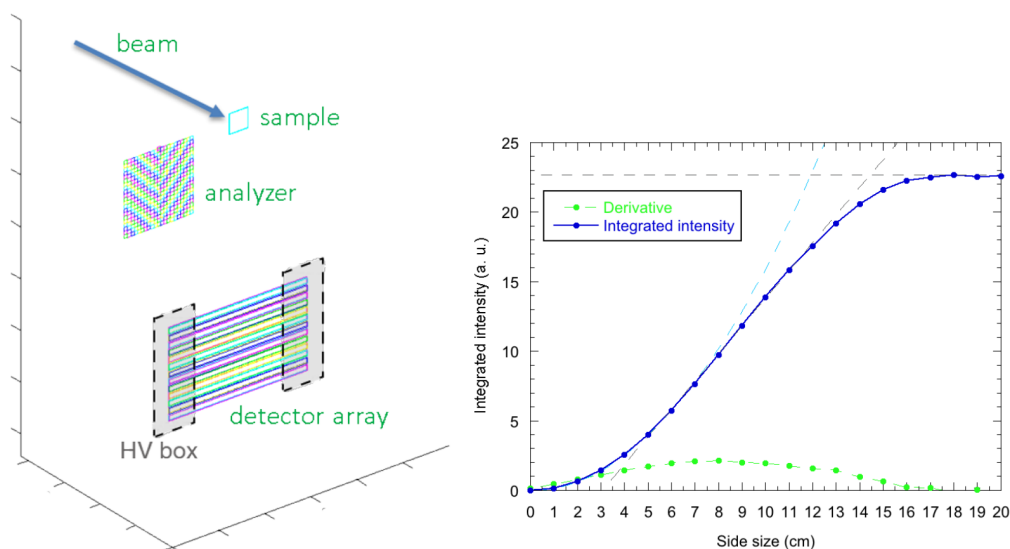 beam
sample
analyzer
detector array
HV box
25
20
15
10
5
0
Integrated intensity (a. u.)
Derivative
Integrated intensity
0 1 2 3 4 5 6 7 8 9 10 11 12 13 14 15 16 17 18 19 20
Side size (cm)